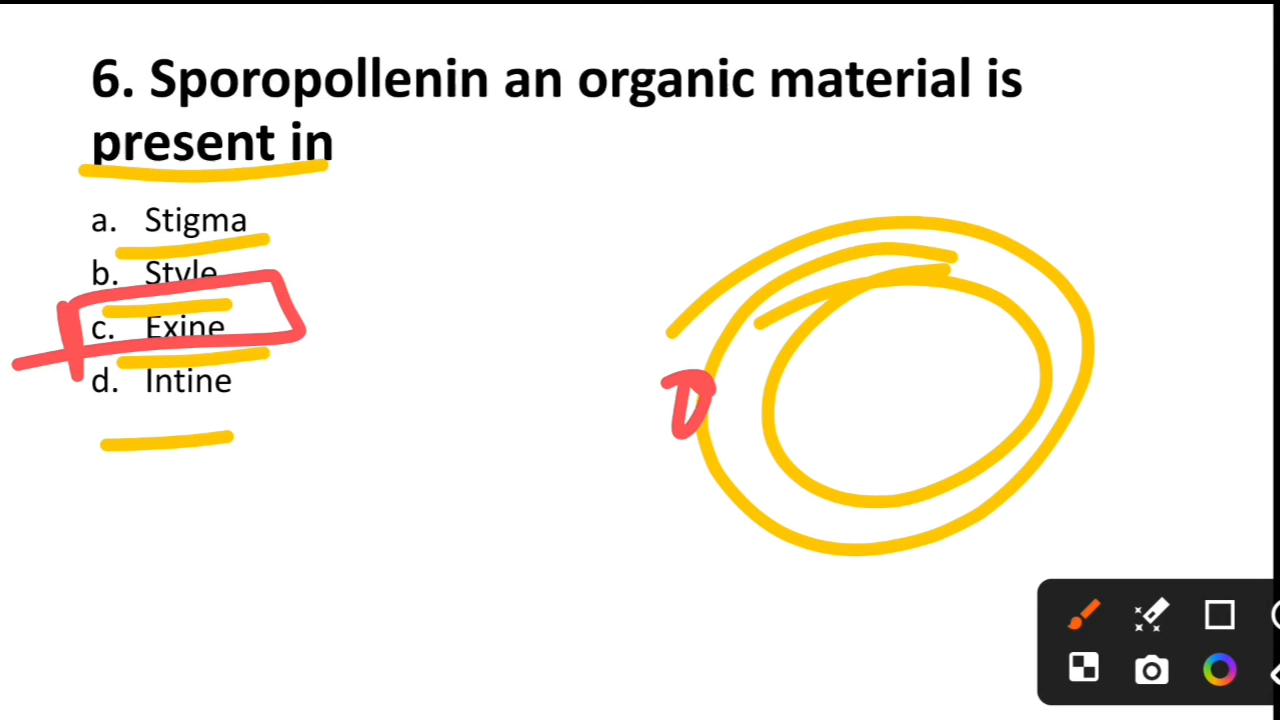 6. Sporopollenin an organic material is
present in
a. Stigma
b. Style
c. Exine
d. Intine